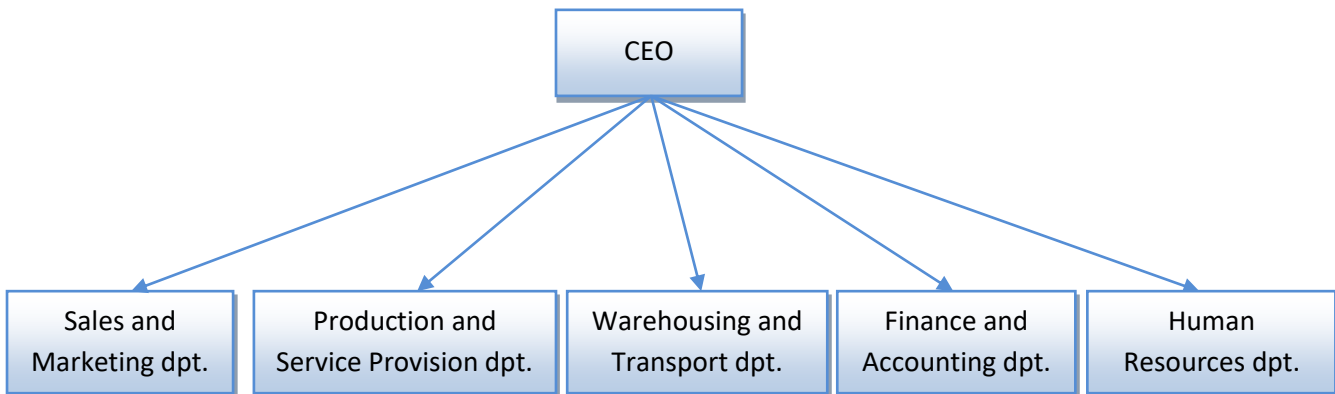 CEO
Sales and
Marketing dpt.
Production and
Service Provision dpt.
Warehousing and
Transport dpt.
Finance and
Accounting dpt.
Human
Resources dpt.